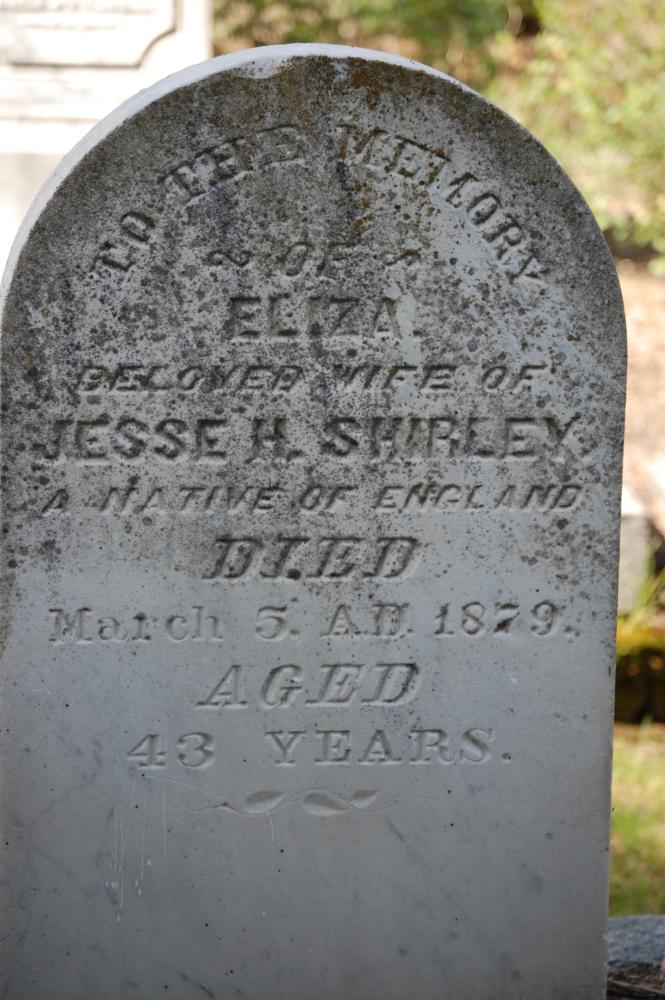 TO THE MEMORY
~ OF ~
ELIZA
BELOVED WIFE OF
JESSE H. SHIRLEY
A NATIVE OF ENGLAND
DIED
March 5. A.D. 1879.
AGED
43 YEARS.